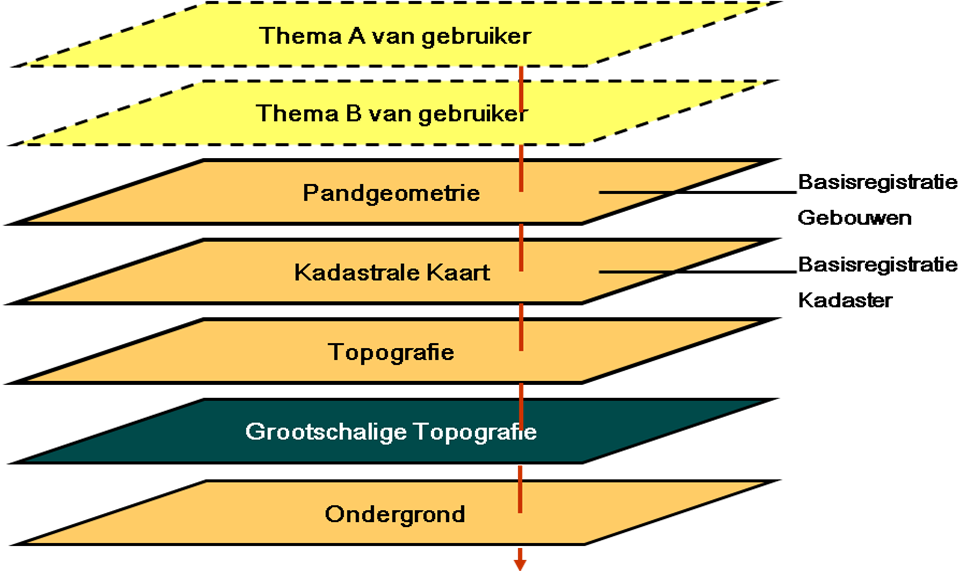 Thema A van gebruiker
Thema B van gebruiker
Pandgeometrie
Basisregistratie
Gebouwen
Kadastrale Kaart
Basisregistratie
Kadaster
Topografie
Grootschalige Topografie
Ondergrond